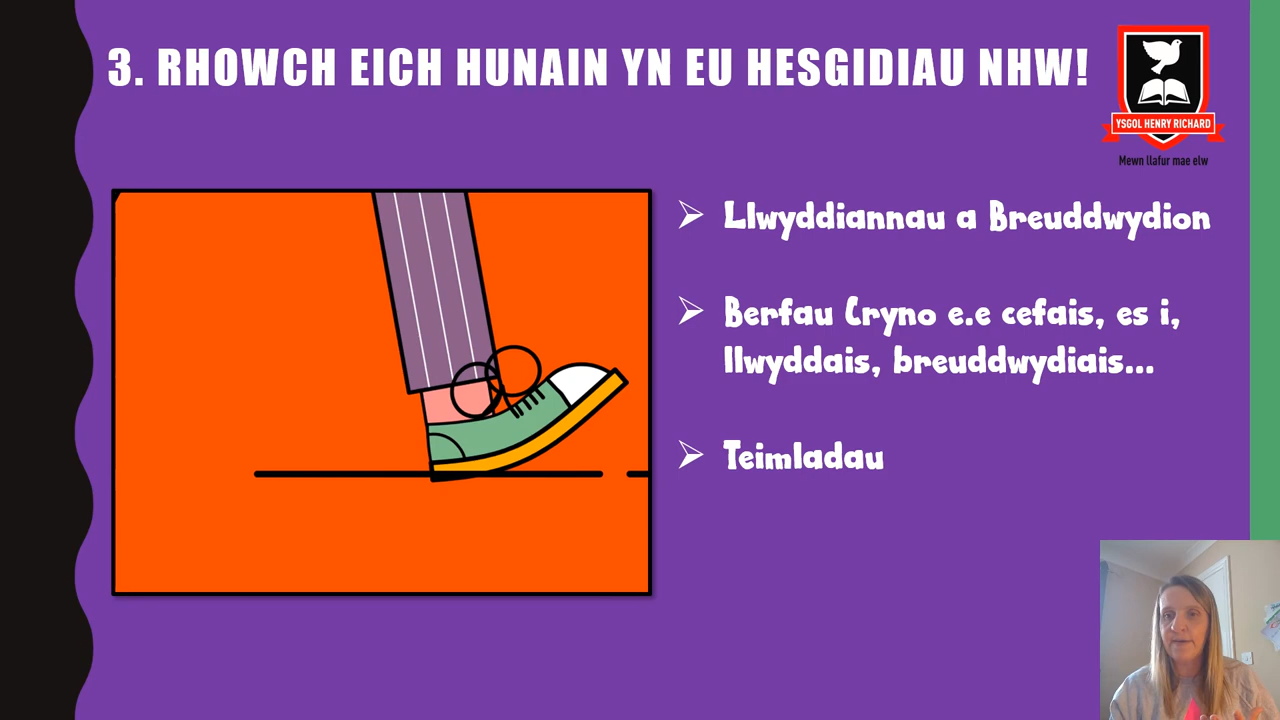 3. RHOWCH EICH HUNAIN YN EU HESGIDIAU NHW!
YSGOL HENRY RICHARD
Mewn llafur mae elw
Llwyddiannau a Breuddwydion
Berfau Cryno e.e cefais, es i,
llwyddais, breuddwydiais...
Teimladau